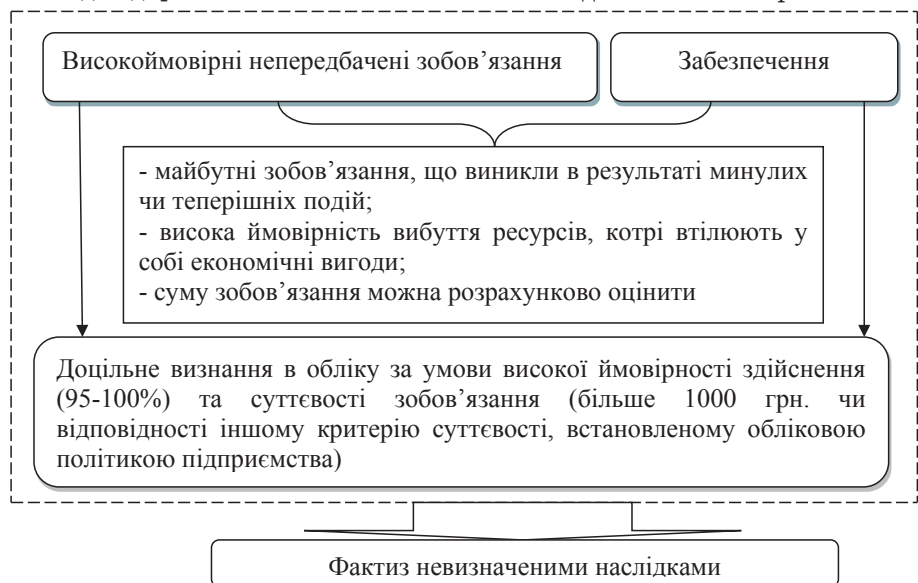 Високоймовірні непередбачені зобов’язання
Забезпечення
- майбутні зобов’язання, що виникли в результаті минулих
чи теперішніх подій;
- висока ймовірність вибуття ресурсів, котрі втілюють у
собі економічні вигоди;
- суму зобов’язання можна розрахунково оцінити
Доцільне визнання в обліку за умови високої ймовірності здійснення
(95-100%) та суттєвості зобов’язання (більше 1000 грн. чи
відповідності іншому критерію суттєвості, встановленому обліковою
політикою підприємства)
Фактиз невизначеними наслідками